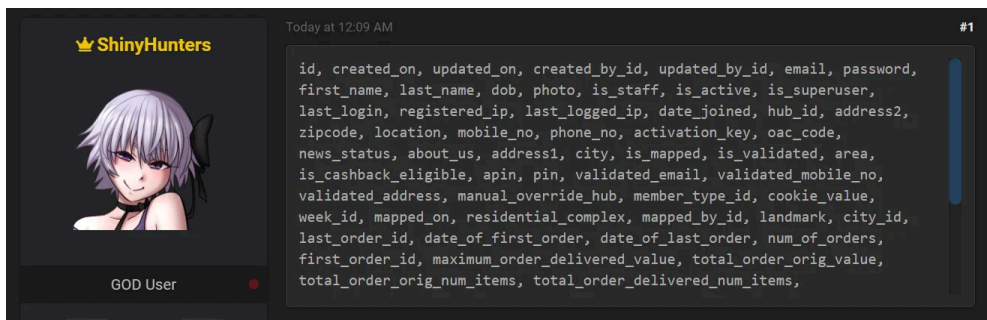 ShinyHunters
GOD User
Today at 12:09 AM
#1
id, created_on, updated_on, created_by_id, updated_by_id, email, password,
first_name, last_name, dob, photo, is_staff, is_active, is_superuser,
last_login, registered_ip, last_logged_ip, date_joined, hub_id, address2,
zipcode, location, mobile_no, phone_no, activation_key, oac_code,
news_status, about_us, address1, city, is_mapped, is_validated, area,
is_cashback_eligible, apin, pin, validated_email, validated_mobile_no,
validated_address, manual_override_hub, member_type_id, cookie_value,
week_id, mapped_on, residential_complex, mapped_by_id, landmark, city_id,
last_order_id, date_of_first_order, date_of_last_order, num_of_orders,
first_order_id, maximum_order_delivered_value, total_order_orig_value,
total_order_orig_num_items, total_order_delivered_num_items,